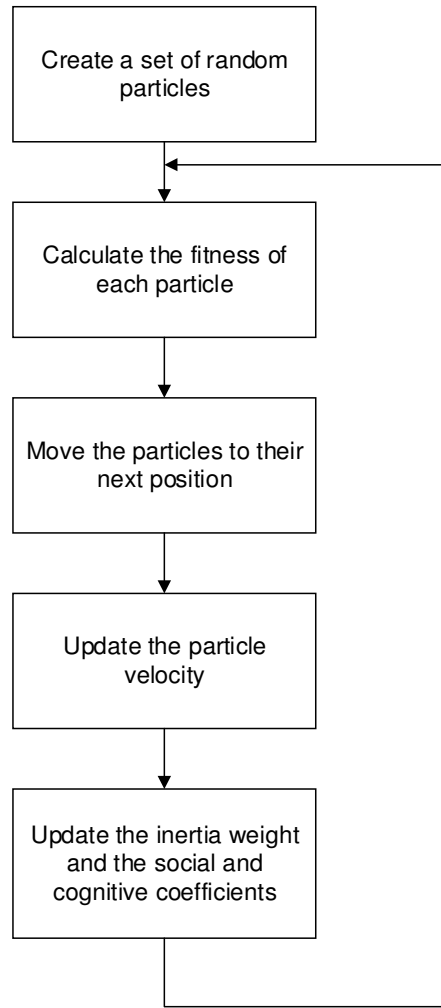 Create a set of random
particles
Calculate the fitness of
each particle
Move the particles to their
next position
Update the particle
velocity
Update the inertia weight
and the social and
cognitive coefficients